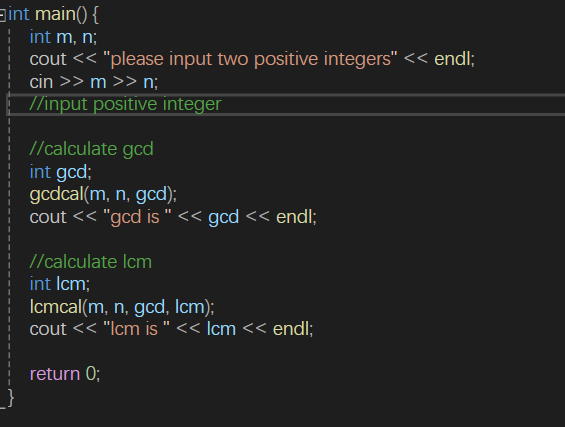 int main() {
int m, n;
cout << "please input two positive integers" << endl;
cin >> m >> n;
//input positive integer
//calculate gcd
int gcd;
gcdcal(m, n, gcd);
cout << "gcd is " << gcd << endl;
//calculate lcm
int lcm;
lcmcal(m, n, gcd, lcm);
cout << "lcm is " << lcm << endl;
return 0;
}